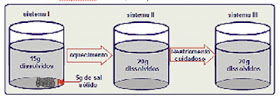 sistema I
sistema II
sistema III
15g
dissolvidos
aquecimento
20g
dissolvidos
resfriamento
cuidadoso
20g
dissolvidos
5g de sal
sólido